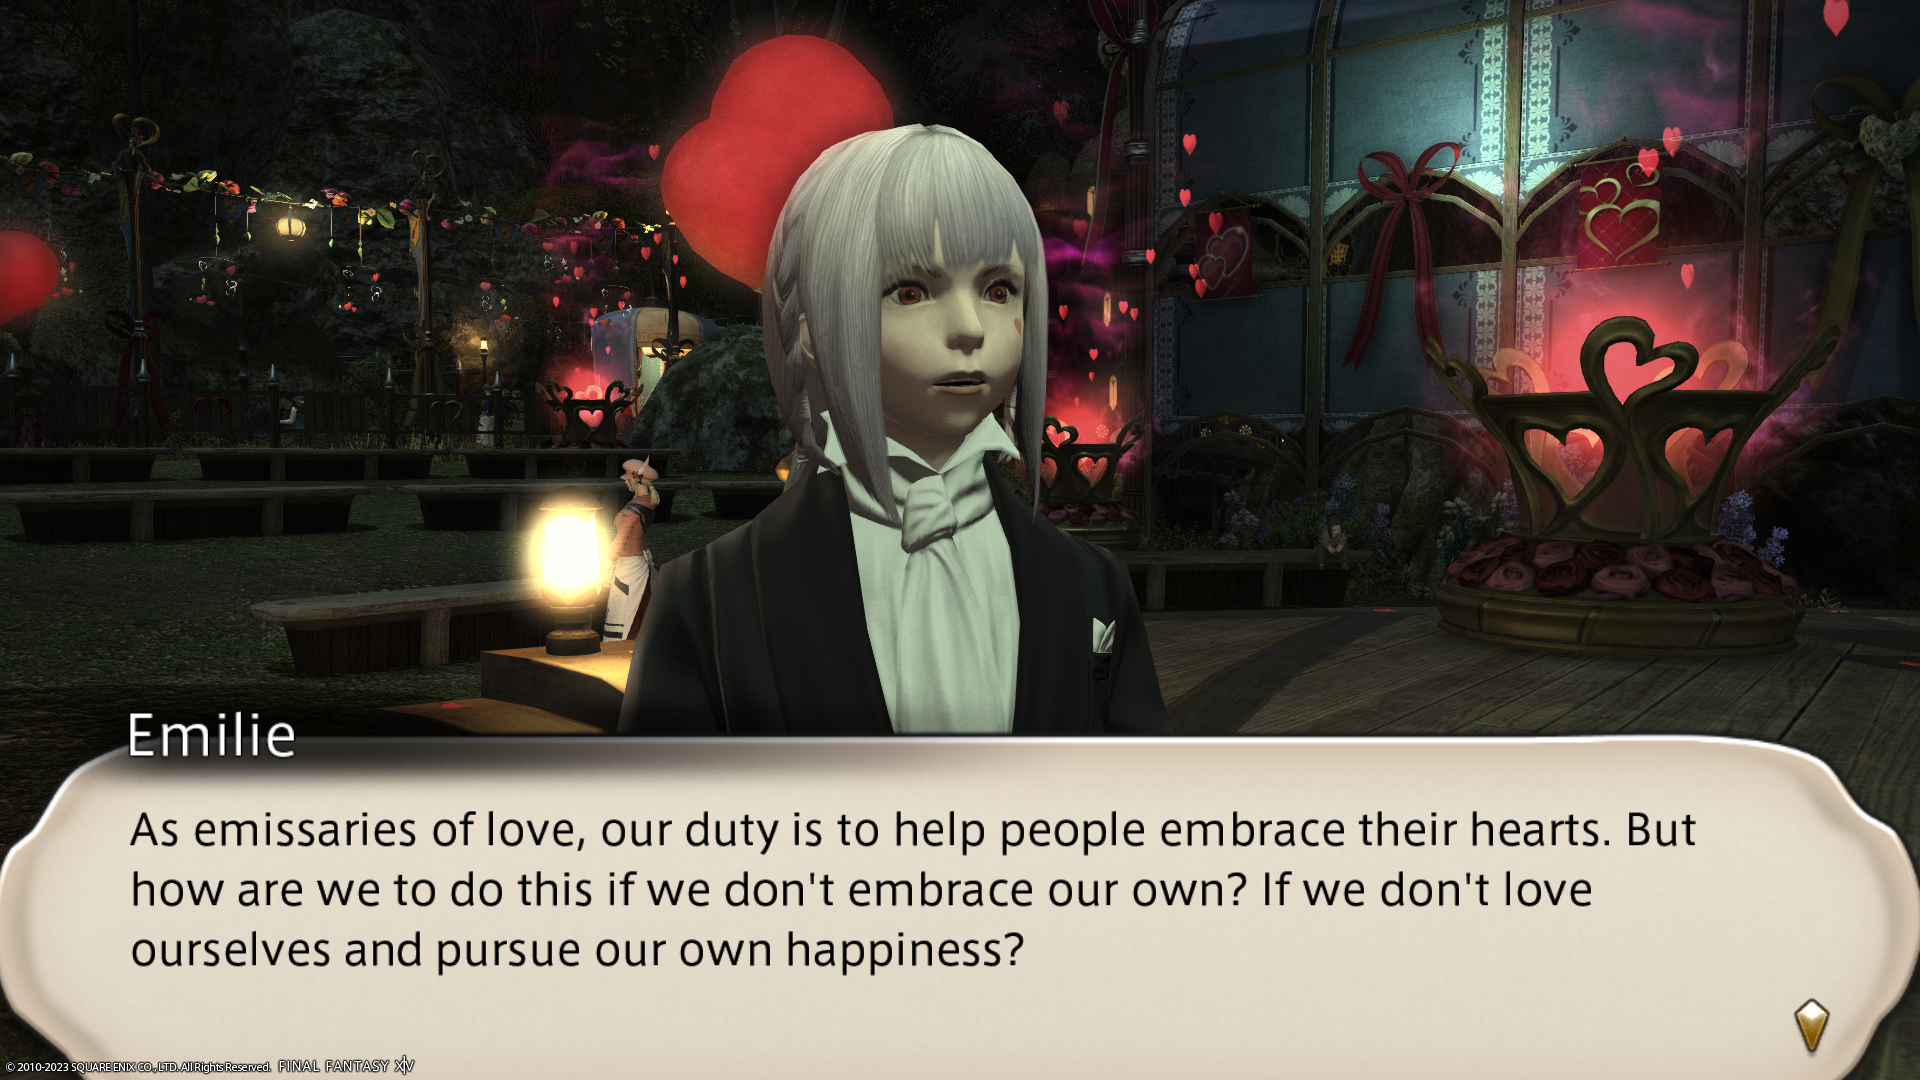 Emilie
As emissaries of love, our duty is to help people embrace their hearts. But
how are we to do this if we don't embrace our own? If we don't love
ourselves and pursue our own happiness?
© 2010-2023 SQUARE ENIX CO., LTD. All Rights Reserved. FINAL FANTASY XIV